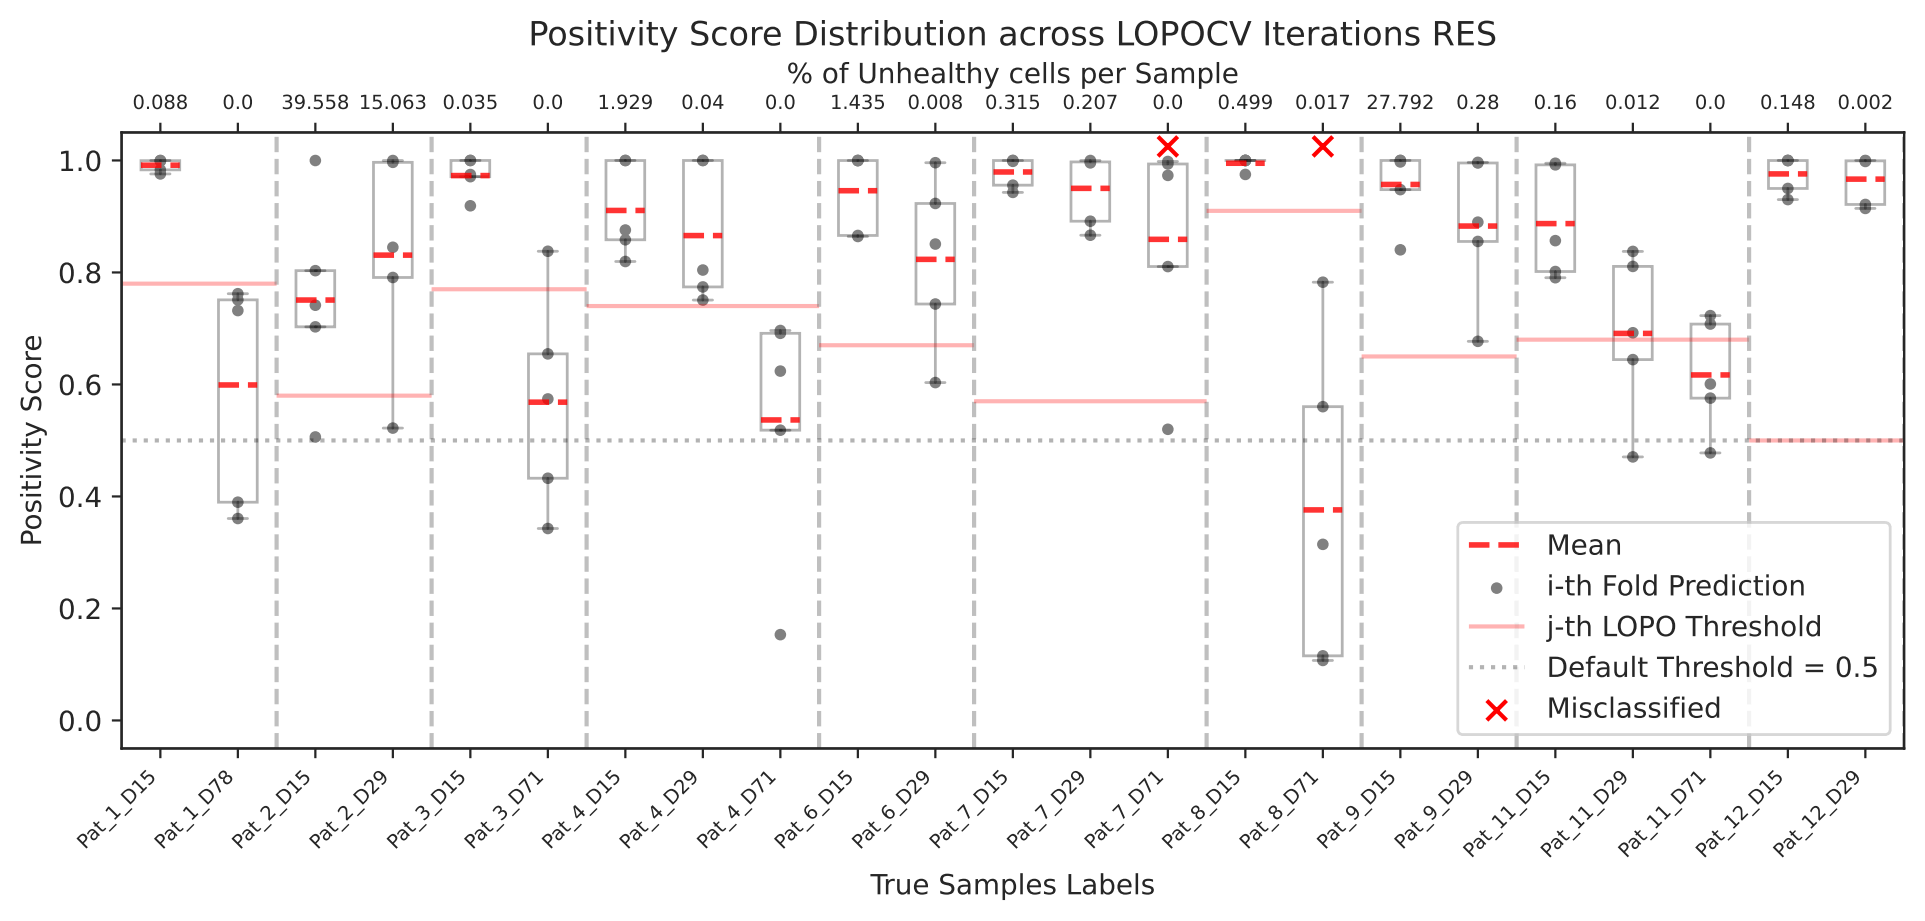 Positivity Score Distribution across LOPOCV Iterations RES
% of Unhealthy cells per Sample
0.088 0.0 39.558 15.063 0.035 0.0 1.929 0.04 0.0 1.435 0.008 0.315 0.207 0.0 0.499 0.017 27.792 0.28 0.16 0.012 0.0 0.148 0.002
1.0
0.8
0.6
0.4
0.2
0.0
Positivity Score
Mean
i-th Fold Prediction
j-th LOPO Threshold
Default Threshold = 0.5
Misclassified
Pat_1_D15 Pat_1_D78 Pat_2_D15 Pat_2_D29 Pat_3_D15 Pat_3_D71 Pat_4_D15 Pat_4_D29 Pat_4_D71 Pat_6_D15 Pat_6_D29 Pat_7_D15 Pat_7_D29 Pat_7_D71 Pat_8_D15 Pat_8_D71 Pat_9_D15 Pat_9_D29 Pat_11_D15 Pat_11_D29 Pat_11_D71 Pat_12_D15 Pat_12_D29
True Samples Labels